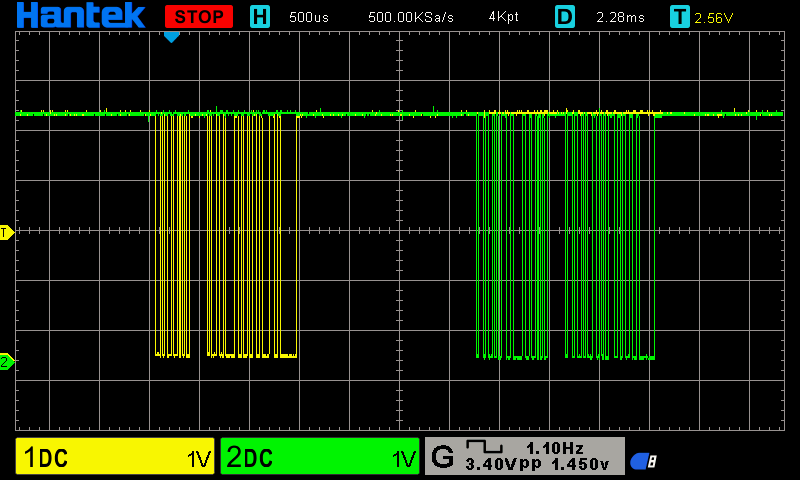 Hantek STOP H 500us 500.00KSa/s 4Kpt D 2.28ms T 2.56V
T
2
1DC 1V 2DC 1V G 1.10Hz
3.40Vpp 1.450v